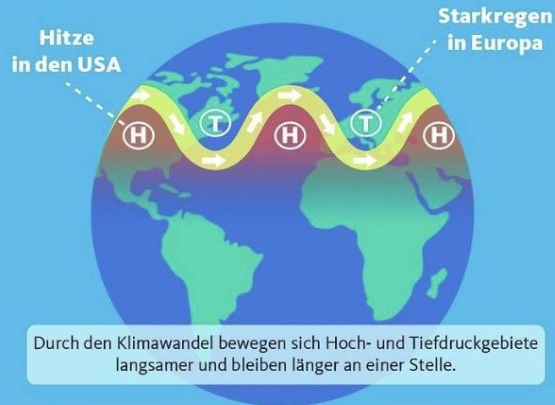 Hitze
in den USA
Starkregen
in Europa
H
T
H
T
H
Durch den Klimawandel bewegen sich Hoch- und Tiefdruckgebiete
langsamer und bleiben länger an einer Stelle.